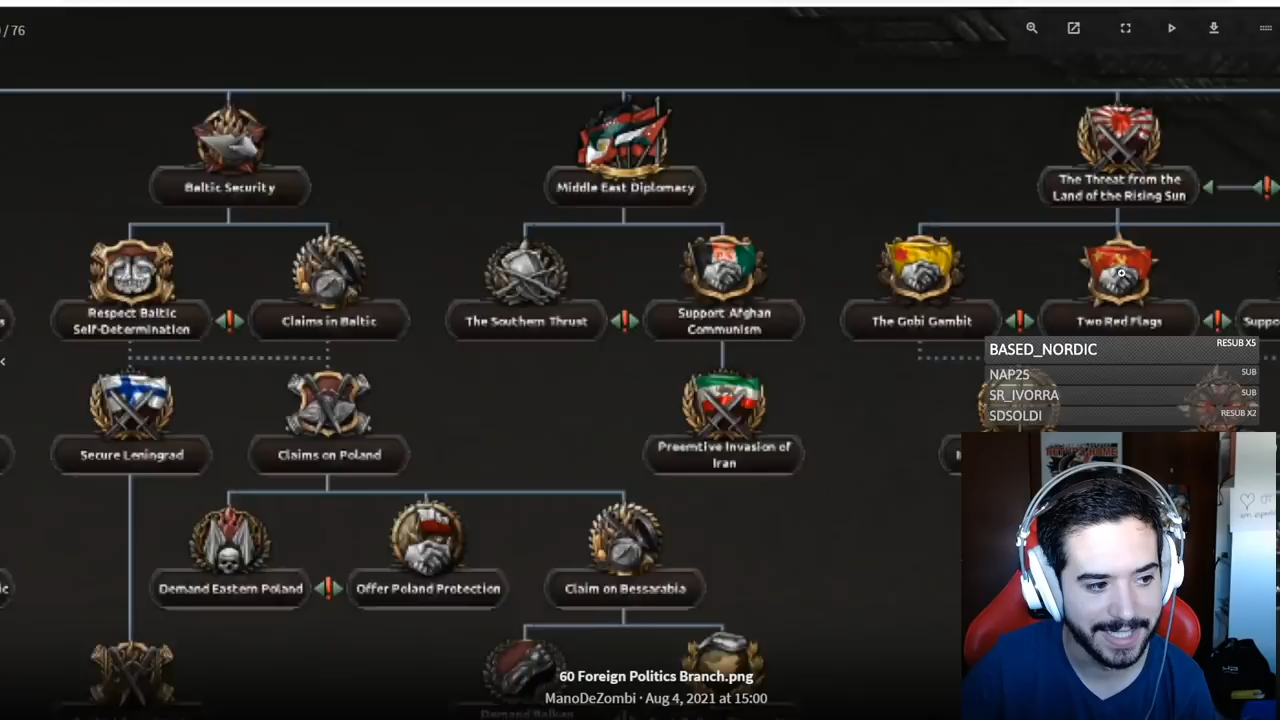 / 76
Baltic Security
Middle East Diplomacy
The Threat from the
Land of the Rising Sun
Respect Baltic
Self-Determination
Claims in Baltic
The Southern Thrust
Support Afghan
Communism
The Gobi Gambit
Two Red Flags
BASED_NORDIC RESUB X5
NAP25 SUB
SR_IVORRA SUB
SDSOLDI RESUB X2
Secure Leningrad
Claims on Poland
Preemtive Invasion of
Iran
Demand Eastern Poland
Offer Poland Protection
Claim on Bessarabia
60 Foreign Politics Branch.png
ManoDeZombi · Aug 4, 2021 at 15:00